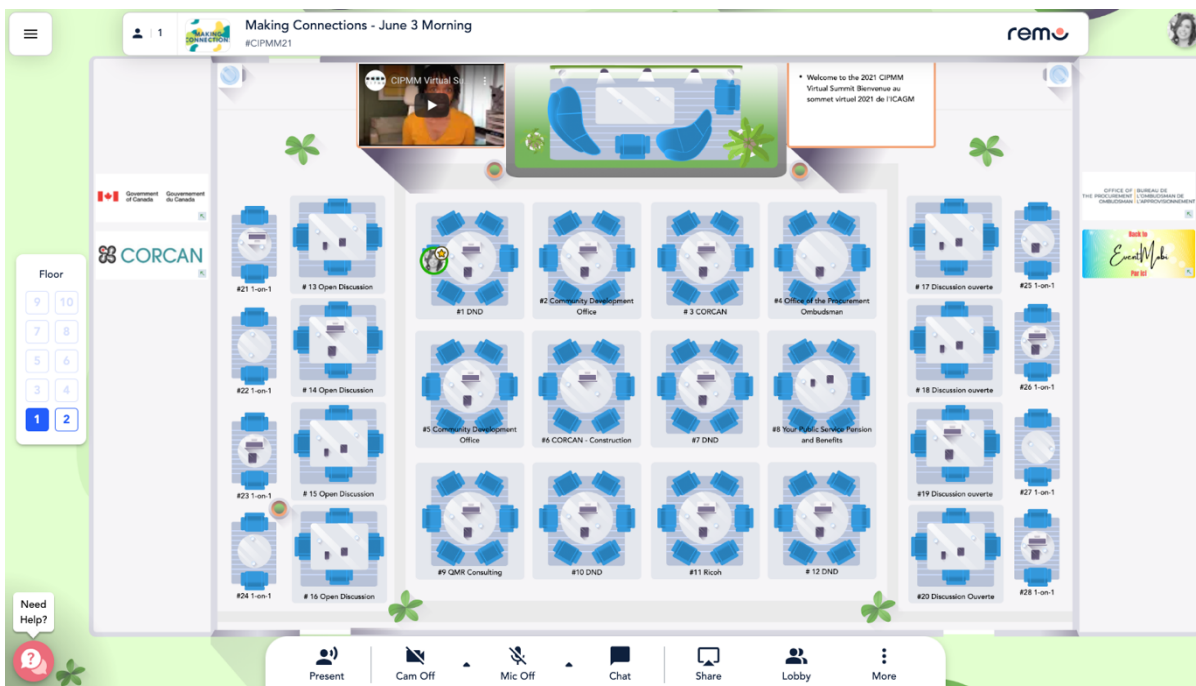 1
Making Connections - June 3 Morning
#CIPMM21
MAKING
CONNECTION
remo
CIPMM Virtual Su...
• Welcome to the 2021 CIPMM
Virtual Summit Bienvenue au
sommet virtuel 2021 de l'ICAGM
Government of Canada
Gouvernement du Canada
CORCAN
OFFICE OF THE PROCUREMENT OMBUDSMAN
BUREAU DE L'OMBUDSMAN DE L'APPROVISIONNEMENT
Back to
EventMobi
Par ici
Floor
9 10
7 8
5 6
3 4
1 2
#21 1-on-1
# 13 Open Discussion
#1 DND
#2 Community Development
Office
# 3 CORCAN
#4 Office of the Procurement
Ombudsman
# 17 Discussion ouverte
#25 1-on-1
#22 1-on-1
# 14 Open Discussion
#5 Community Development
Office
#6 CORCAN - Construction
#7 DND
#8 Your Public Service Pension
and Benefits
# 18 Discussion ouverte
#26 1-on-1
#23 1-on-1
# 15 Open Discussion
#19 Discussion ouverte
#27 1-on-1
#24 1-on-1
# 16 Open Discussion
#9 QMR Consulting
#10 DND
#11 Ricoh
# 12 DND
#20 Discussion Ouverte
#28 1-on-1
Need
Help?
?
Present
Cam Off
Mic Off
Chat
Share
Lobby
More